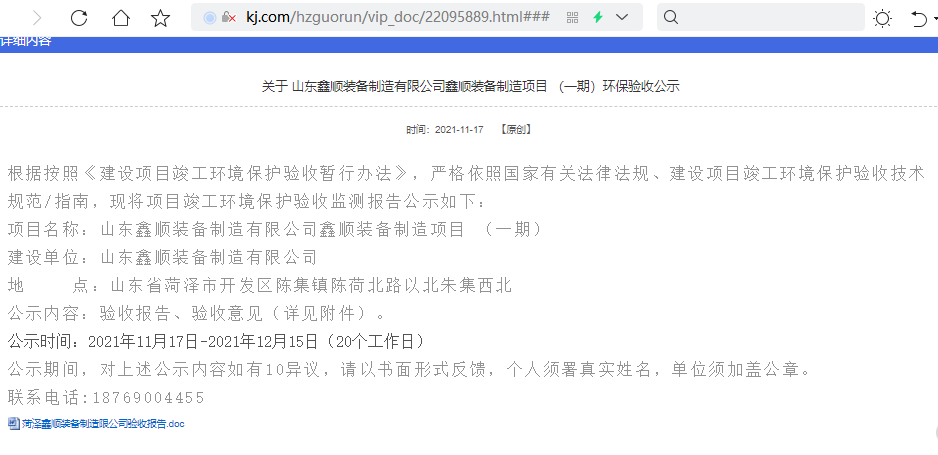 kj.com/hzguorun/vip_doc/22095889.html###
详细内容
关于 山东鑫顺装备制造有限公司鑫顺装备制造项目 （一期）环保验收公示
时间：2021-11-17 【原创】
根据按照《建设项目竣工环境保护验收暂行办法》，严格依照国家有关法律法规、建设项目竣工环境保护验收技术
规范/指南，现将项目竣工环境保护验收监测报告公示如下：
项目名称：山东鑫顺装备制造有限公司鑫顺装备制造项目 （一期）
建设单位：山东鑫顺装备制造有限公司
地 点：山东省菏泽市开发区陈集镇陈荷北路以北朱集西北
公示内容：验收报告、验收意见（详见附件）。
公示时间：2021年11月17日-2021年12月15日（20个工作日）
公示期间，对上述公示内容如有10异议，请以书面形式反馈，个人须署真实姓名，单位须加盖公章。
联系电话:18769004455
菏泽鑫顺装备制造限公司验收报告.doc